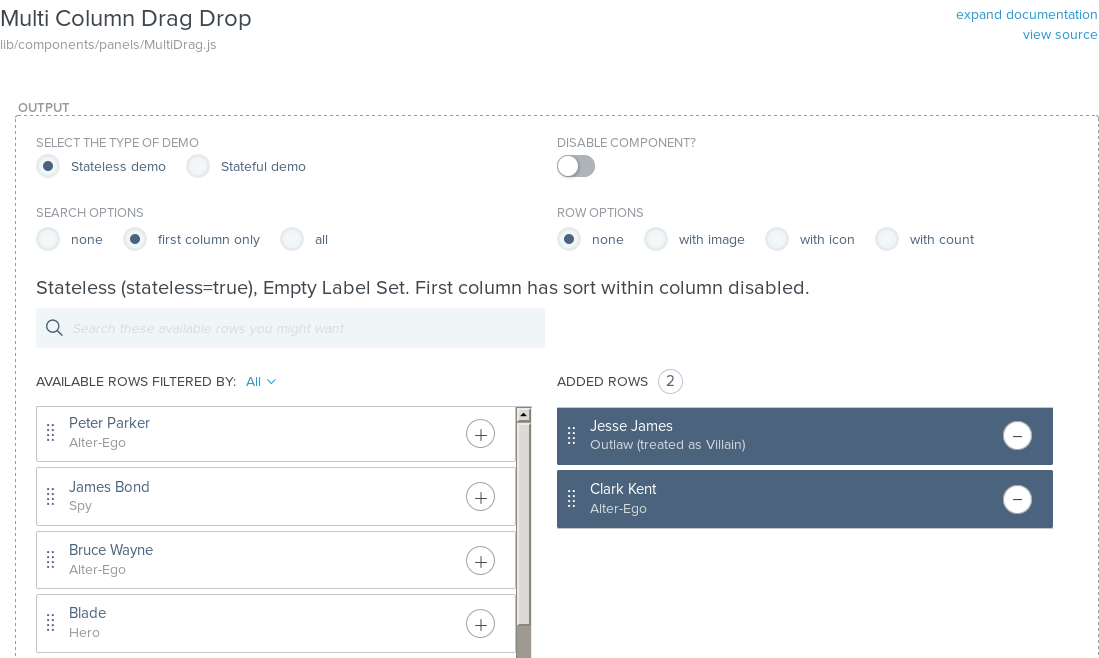 Multi Column Drag Drop
expand documentation
lib/components/panels/MultiDrag.js
view source
OUTPUT
SELECT THE TYPE OF DEMO
DISABLE COMPONENT?
Stateless demo
Stateful demo
SEARCH OPTIONS
ROW OPTIONS
none
first column only
all
none
with image
with icon
with count
Stateless (stateless=true), Empty Label Set. First column has sort within column disabled.
Search these available rows you might want
AVAILABLE ROWS FILTERED BY: All
ADDED ROWS 2
Peter Parker
Alter-Ego
James Bond
Spy
Bruce Wayne
Alter-Ego
Blade
Hero
Jesse James
Outlaw (treated as Villain)
Clark Kent
Alter-Ego